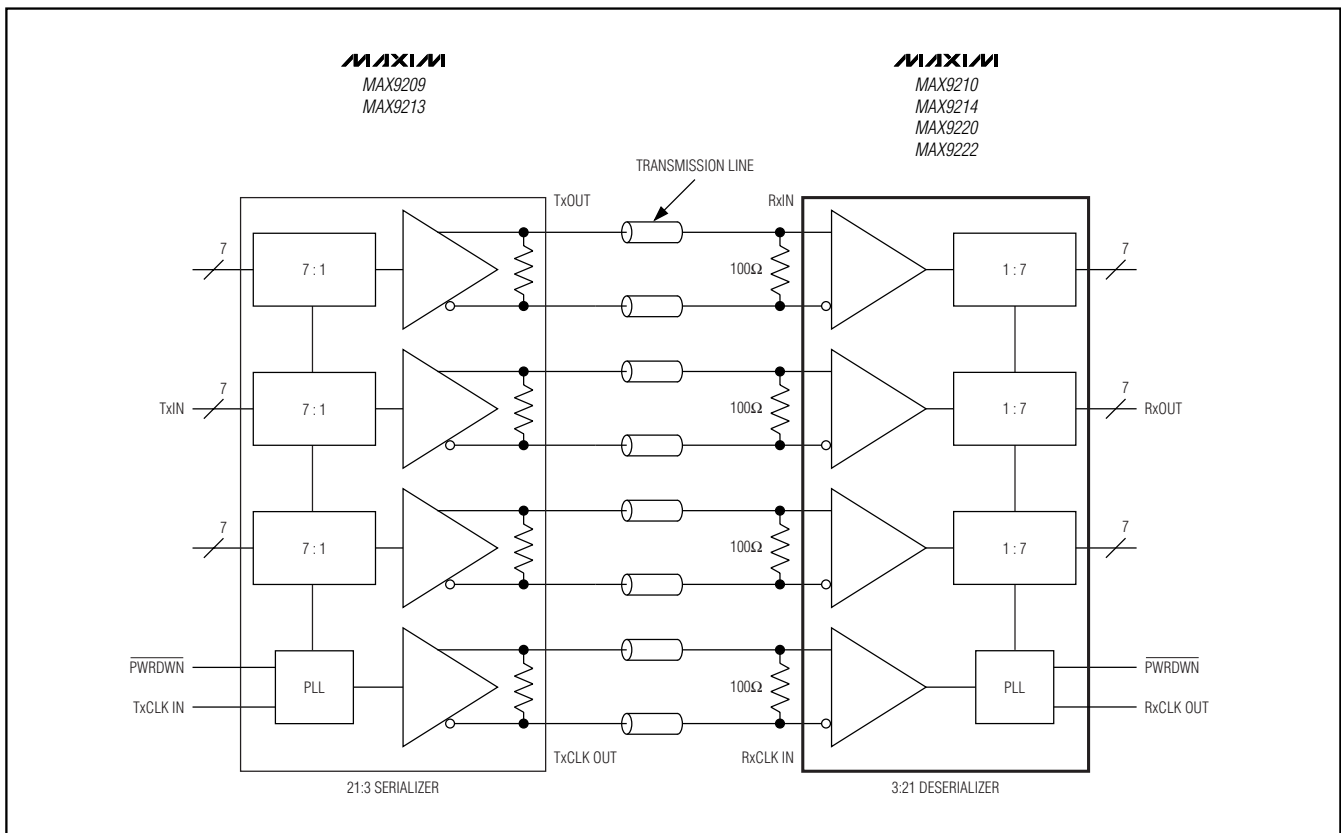 MAXIM
MAX9209
MAX9213
MAXIM
MAX9210
MAX9214
MAX9220
MAX9222
TRANSMISSION LINE
TxOUT
RxIN
7
7 : 1
100Ω
1 : 7
7
TxIN
7
7 : 1
100Ω
1 : 7
7
RxOUT
7
7 : 1
100Ω
1 : 7
7
PWRDWN
TxCLK IN
PLL
100Ω
PLL
PWRDWN
RxCLK OUT
TxCLK OUT
RxCLK IN
21:3 SERIALIZER
3:21 DESERIALIZER